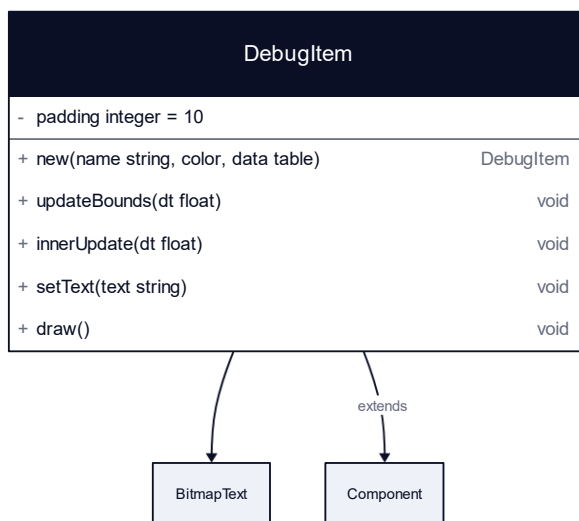 DebugItem
- padding integer = 10
+ new(name string, color, data table) DebugItem
+ updateBounds(dt float) void
+ innerUpdate(dt float) void
+ setText(text string) void
+ draw() void
extends
BitmapText Component